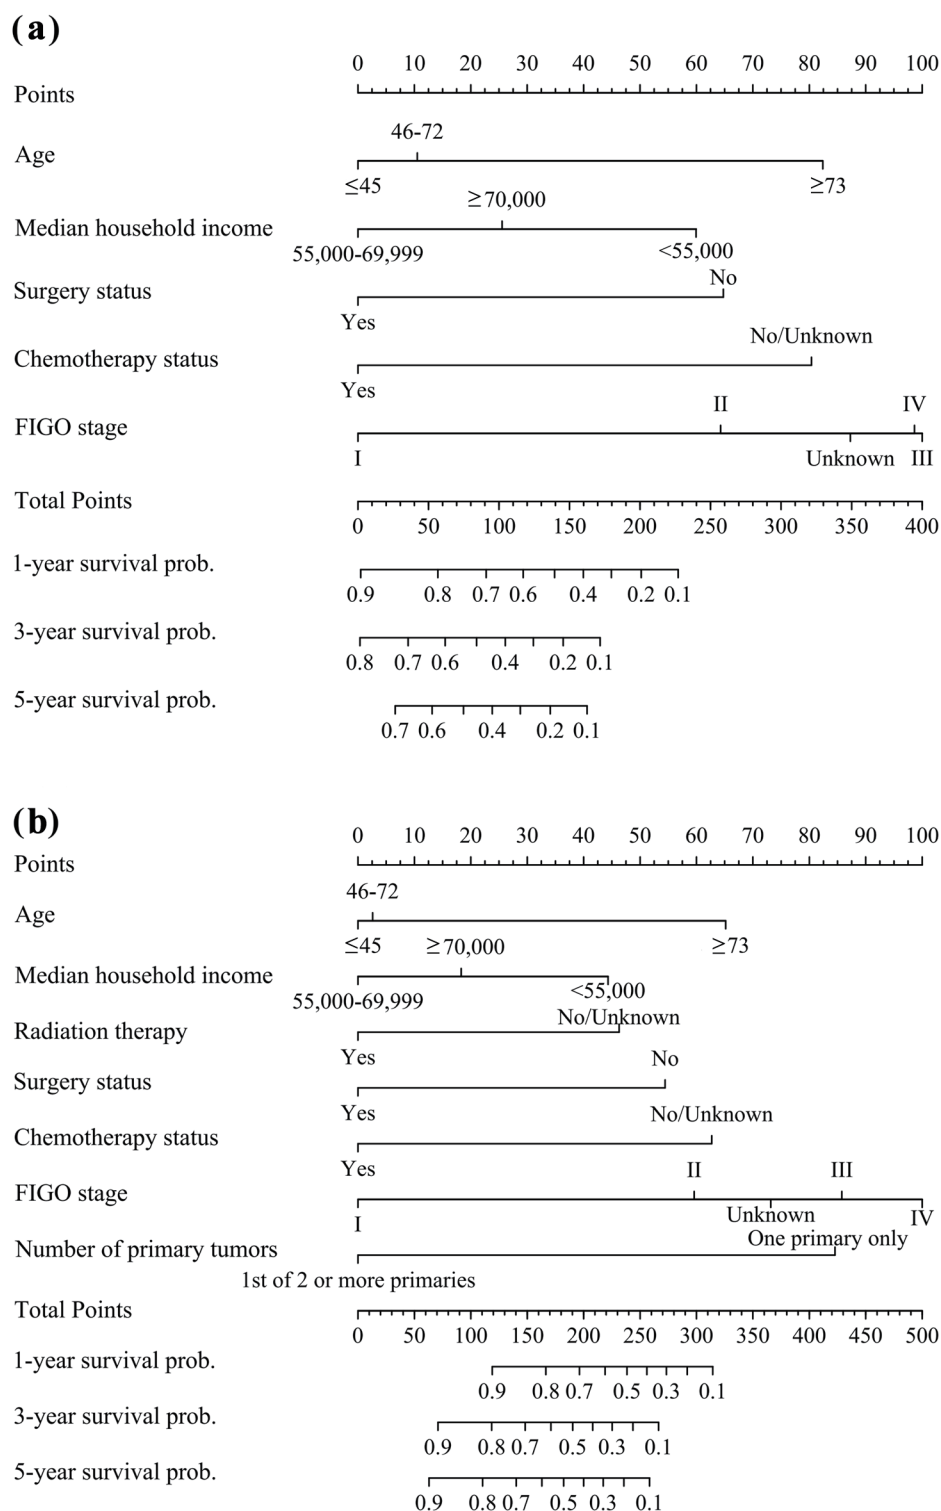 (a)
0 10 20 30 40 50 60 70 80 90 100
Points
46-72
Age
≤45 ≥73
≥70,000
Median household income
55,000-69,999 <55,000
No
Surgery status
Yes
No/Unknown
Chemotherapy status
Yes
II IV
FIGO stage
I Unknown III
Total Points
0 50 100 150 200 250 300 350 400
1-year survival prob.
0.9 0.8 0.7 0.6 0.4 0.2 0.1
3-year survival prob.
0.8 0.7 0.6 0.4 0.2 0.1
5-year survival prob.
0.7 0.6 0.4 0.2 0.1
(b)
0 10 20 30 40 50 60 70 80 90 100
Points
46-72
Age
≤45 ≥70,000 ≥73
Median household income
55,000-69,999 <55,000
No/Unknown
Radiation therapy
Yes No
Surgery status
Yes No/Unknown
Chemotherapy status
Yes II III
FIGO stage
I Unknown IV
One primary only
Number of primary tumors
1st of 2 or more primaries
Total Points
0 50 100 150 200 250 300 350 400 450 500
1-year survival prob.
0.9 0.8 0.7 0.5 0.3 0.1
3-year survival prob.
0.9 0.8 0.7 0.5 0.3 0.1
5-year survival prob.
0.9 0.8 0.7 0.5 0.3 0.1